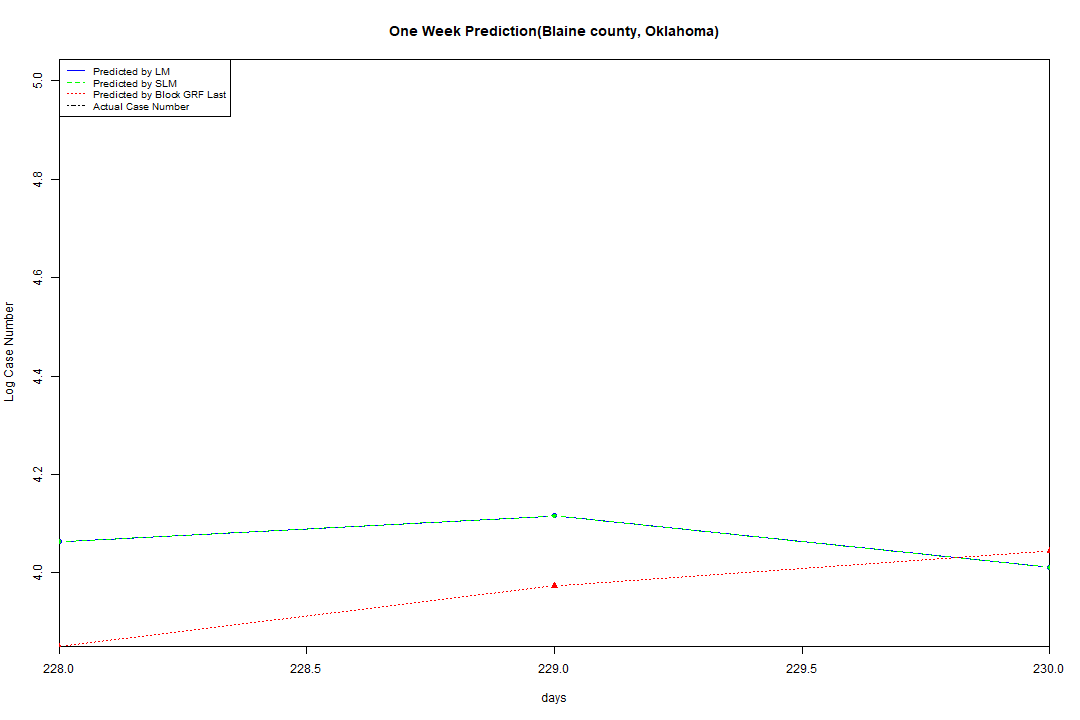 One Week Prediction(Blaine county, Oklahoma)
Predicted by LM
Predicted by SLM
Predicted by Block GRF Last
Actual Case Number
5.0
4.8
4.6
4.4
4.2
4.0
Log Case Number
228.0 228.5 229.0 229.5 230.0
days